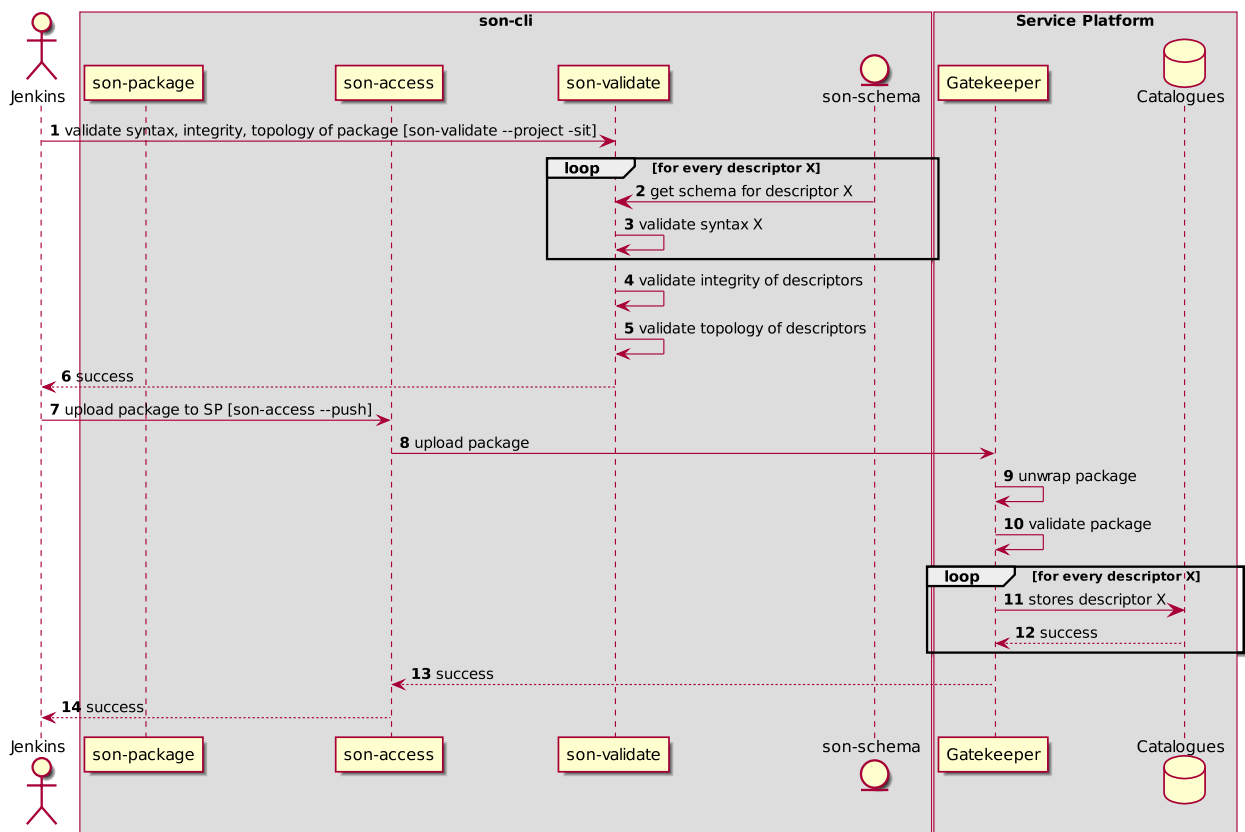 son-cli
Service Platform
Jenkins
son-package
son-access
son-validate
son-schema
Gatekeeper
Catalogues
1 validate syntax, integrity, topology of package [son-validate --project -sit]
loop [for every descriptor X]
2 get schema for descriptor X
3 validate syntax X
4 validate integrity of descriptors
5 validate topology of descriptors
6 success
7 upload package to SP [son-access --push]
8 upload package
9 unwrap package
10 validate package
loop [for every descriptor X]
11 stores descriptor X
12 success
13 success
14 success
Jenkins
son-package
son-access
son-validate
son-schema
Gatekeeper
Catalogues